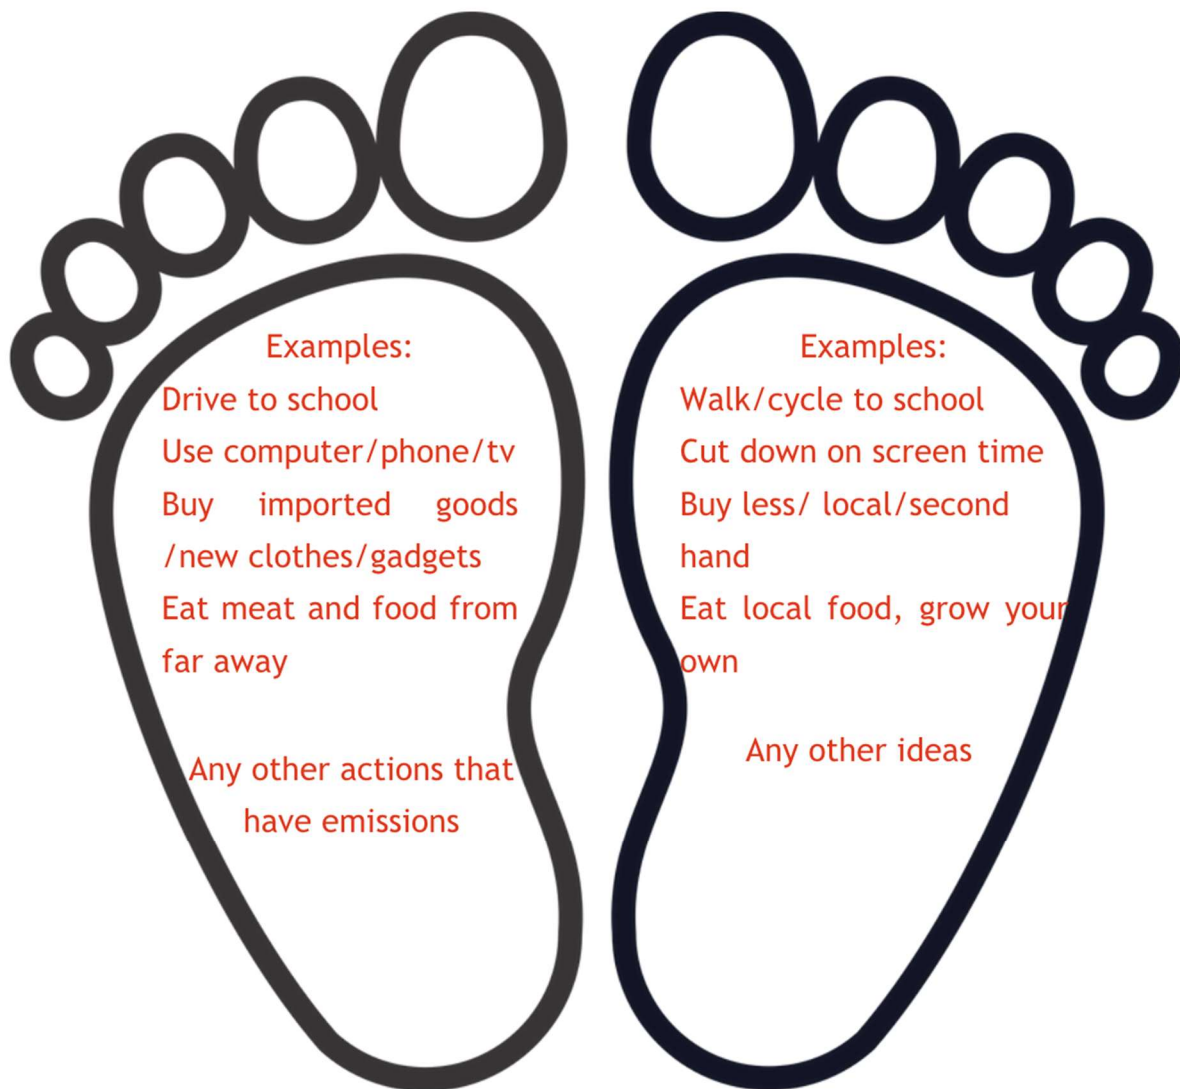 Examples:
Drive to school
Use computer/phone/tv
Buy imported goods
/new clothes/gadgets
Eat meat and food from
far away
Any other actions that
have emissions
Examples:
Walk/cycle to school
Cut down on screen time
Buy less/ local/second
hand
Eat local food, grow your
own
Any other ideas